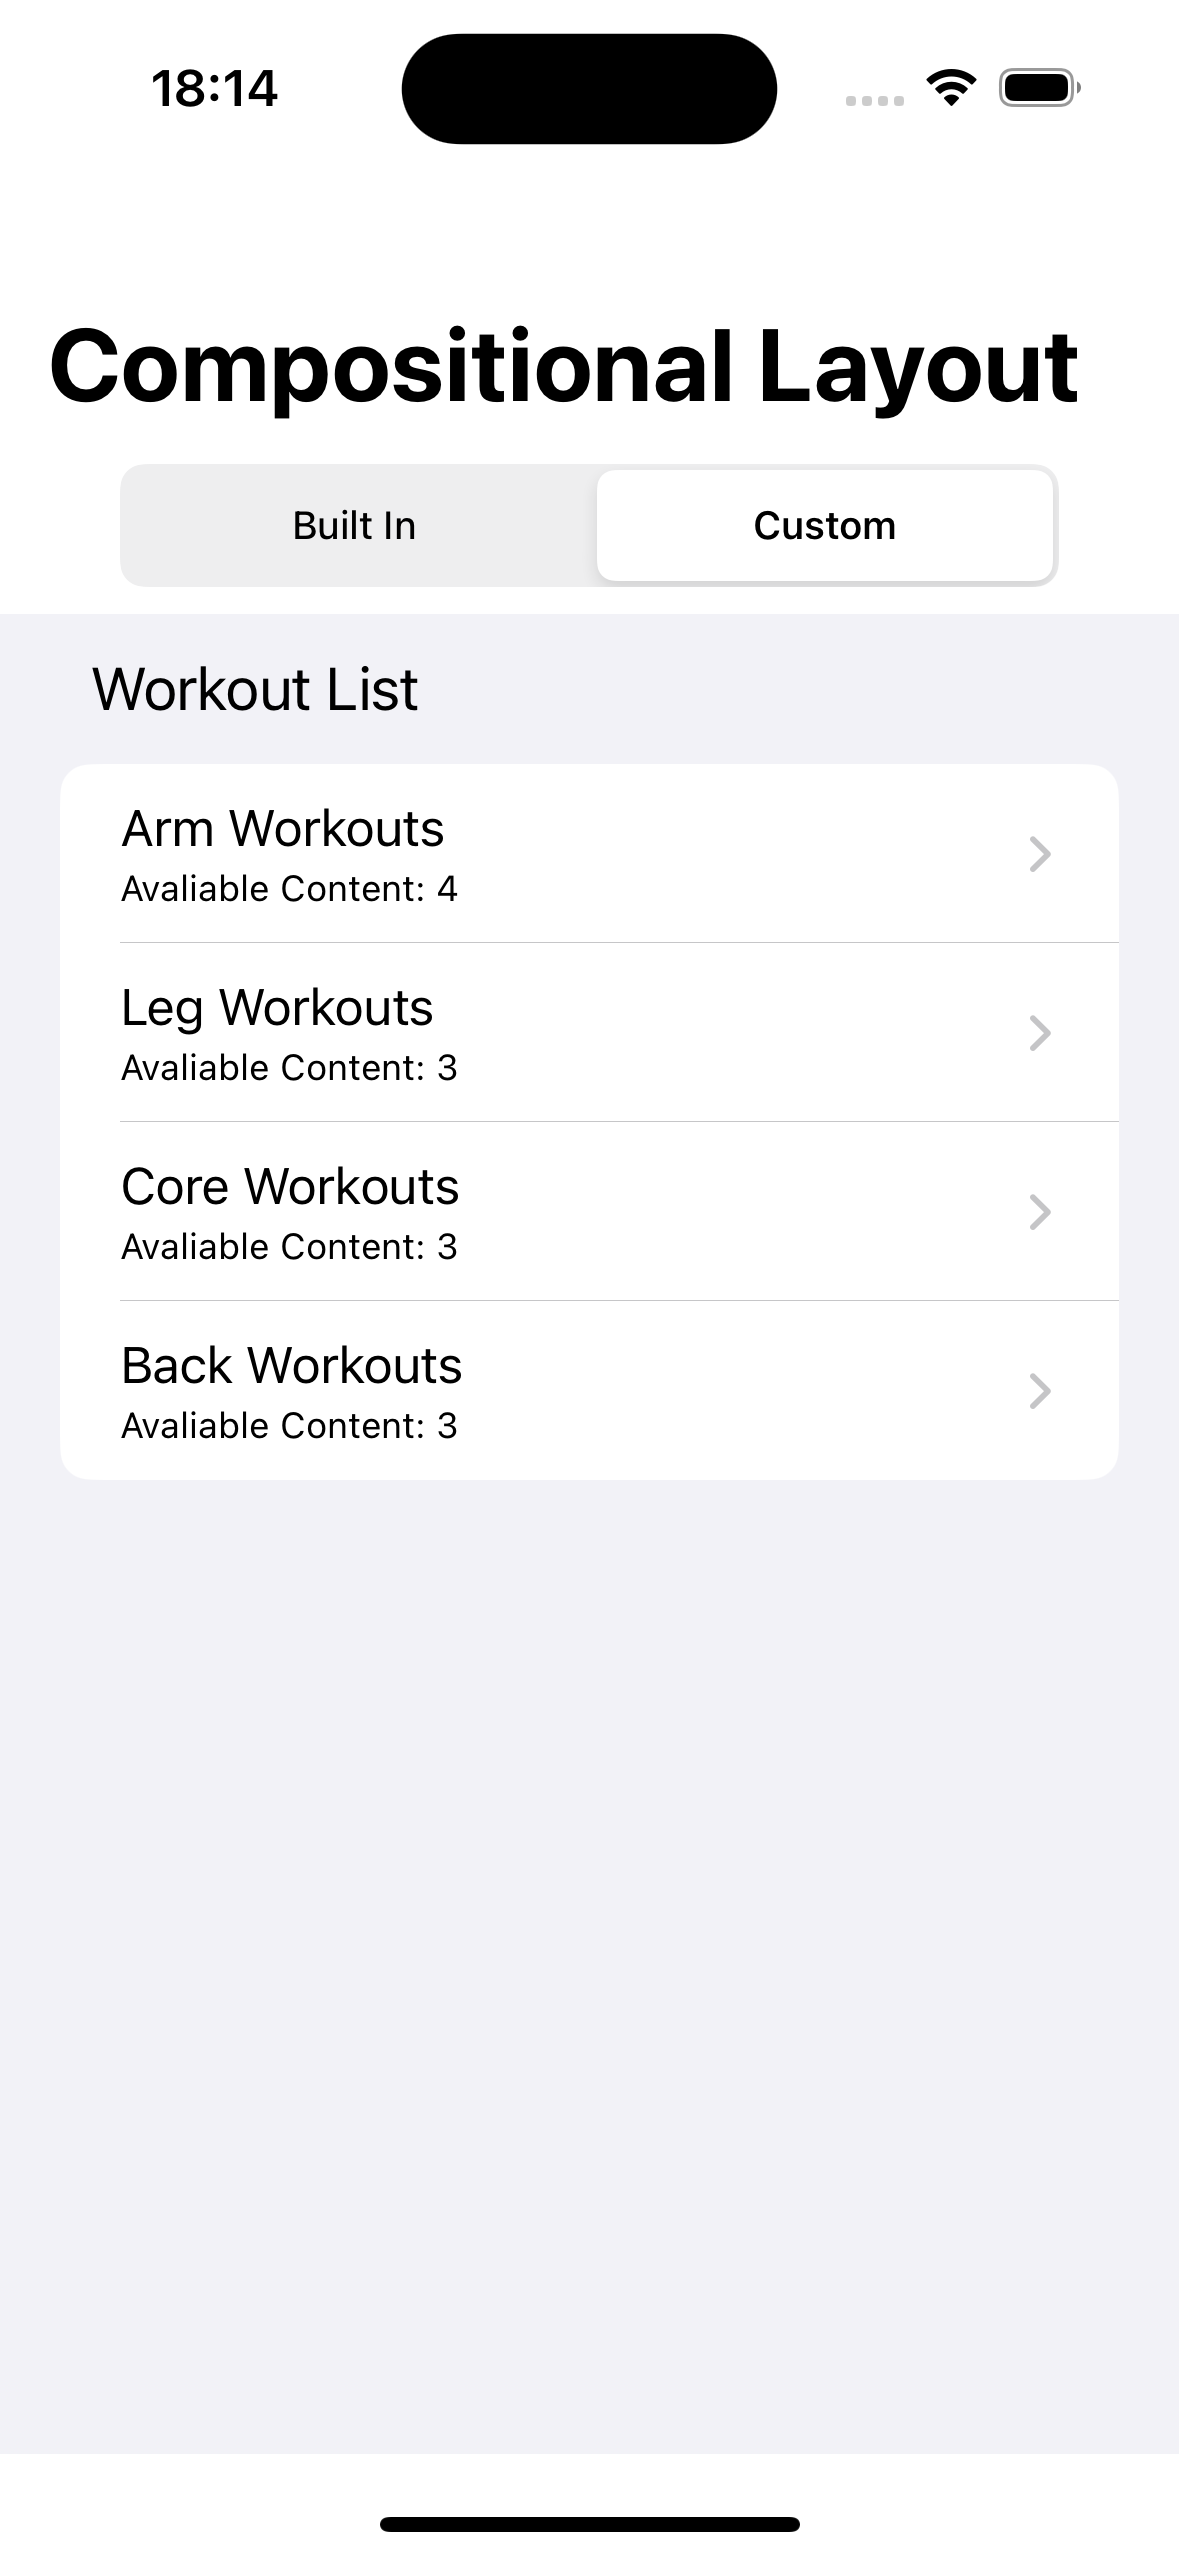 18:14
Compositional Layout
Built In
Custom
Workout List
Arm Workouts
Avaliable Content: 4
Leg Workouts
Avaliable Content: 3
Core Workouts
Avaliable Content: 3
Back Workouts
Avaliable Content: 3